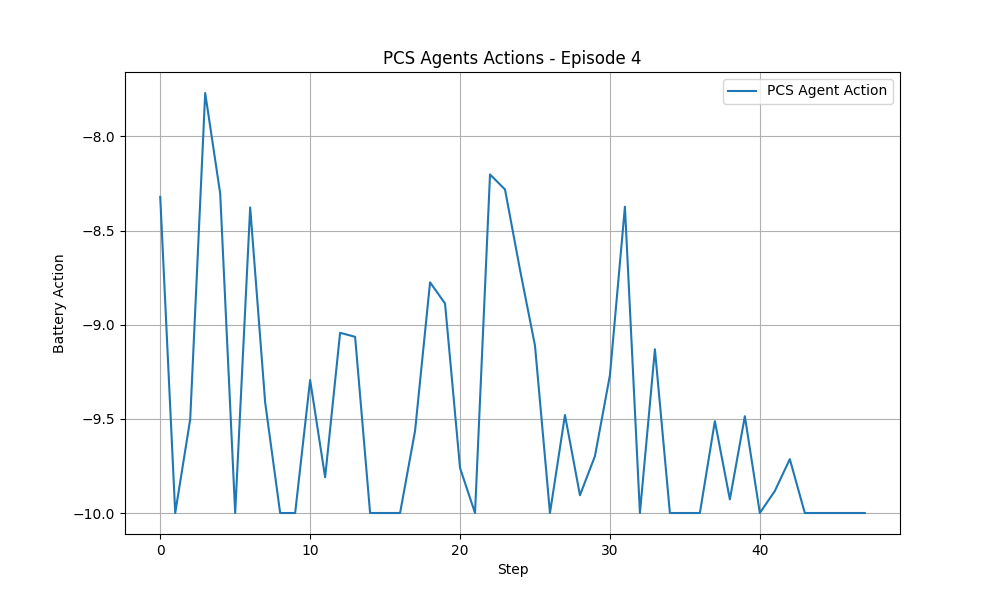 PCS Agents Actions - Episode 4
PCS Agent Action
Battery Action
−8.0
−8.5
−9.0
−9.5
−10.0
0 10 20 30 40
Step